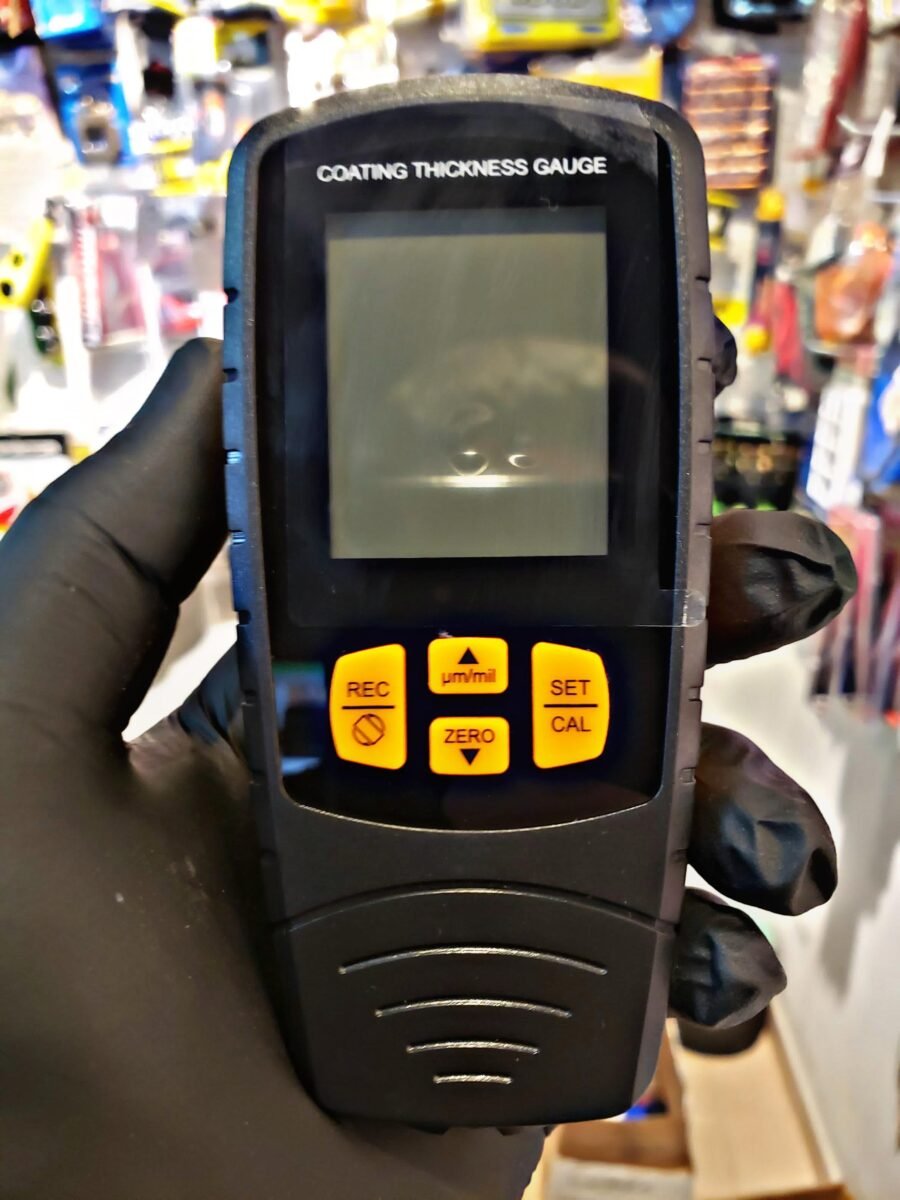 COATING THICKNESS GAUGE
REC
▲
µm/mil
ZERO
▼
SET
CAL